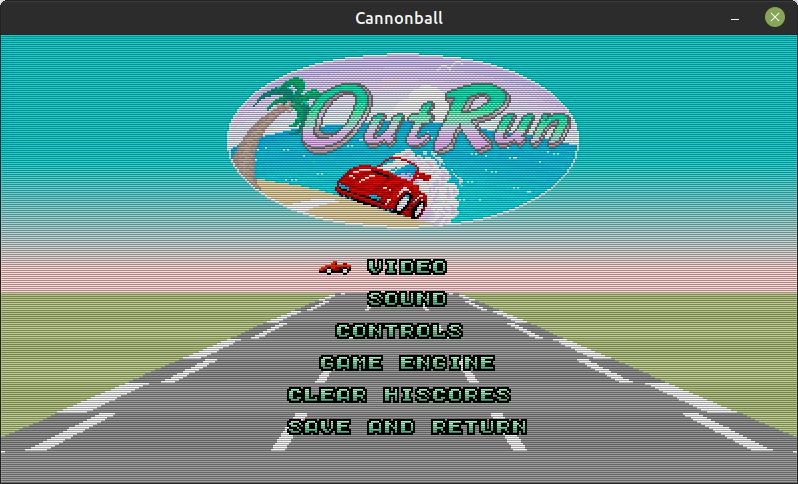 Cannonball
OutRun
VIDEO
SOUND
CONTROLS
GAME ENGINE
CLEAR HISCORES
SAVE AND RETURN